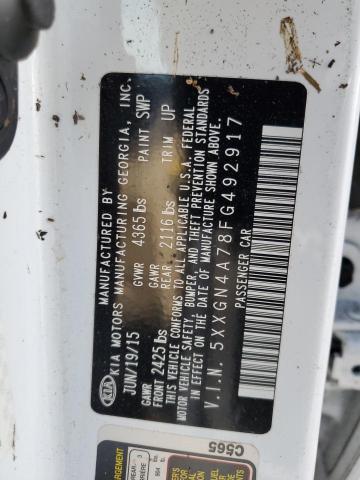 MANUFACTURED BY
KIA MOTORS MANUFACTURING GEORGIA, INC.
KIA
JUN/19/15 GVWR 4365 lbs PAINT SWP
GAWR FRONT 2425 lbs GAWR REAR 2116 lbs TRIM UP
THIS VEHICLE CONFORMS TO ALL APPLICABLE U.S.A. FEDERAL
MOTOR VEHICLE SAFETY, BUMPER, AND THEFT PREVENTION STANDARDS
IN EFFECT ON THE DATE OF MANUFACTURE SHOWN ABOVE.
V.I.N. 5XXGN4A78FG492917
PASSENGER CAR
C565